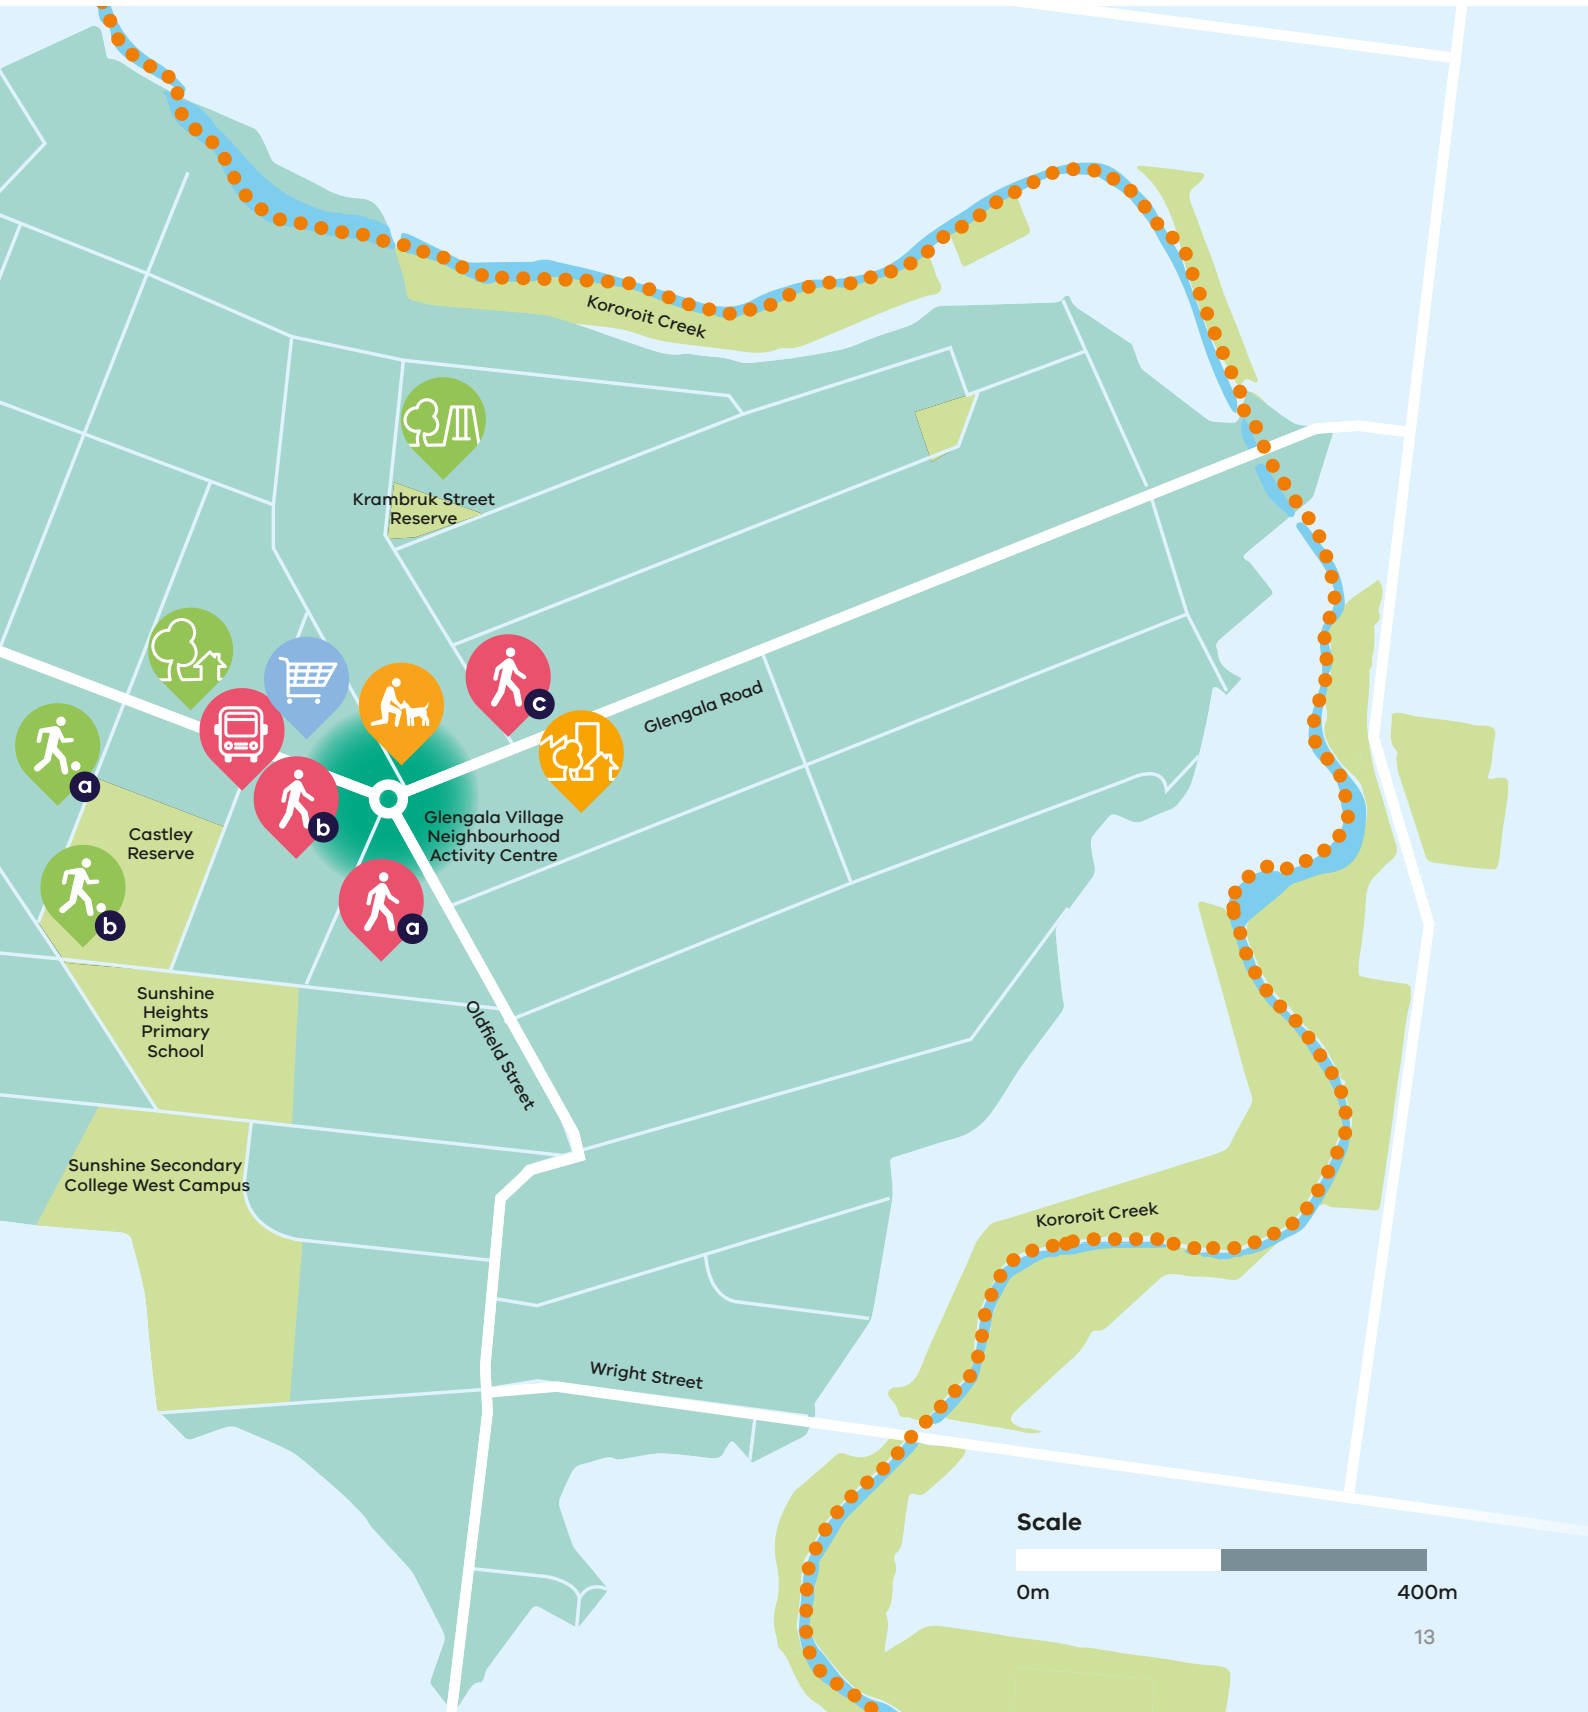 Kororoit Creek
Krambruk Street
Reserve
c
Glengala Road
a
b
Glengala Village
Neighbourhood
Activity Centre
Castley
Reserve
b
a
Sunshine
Heights
Primary
School
Oldfield Street
Sunshine Secondary
College West Campus
Kororoit Creek
Wright Street
Scale
0m
400m
13